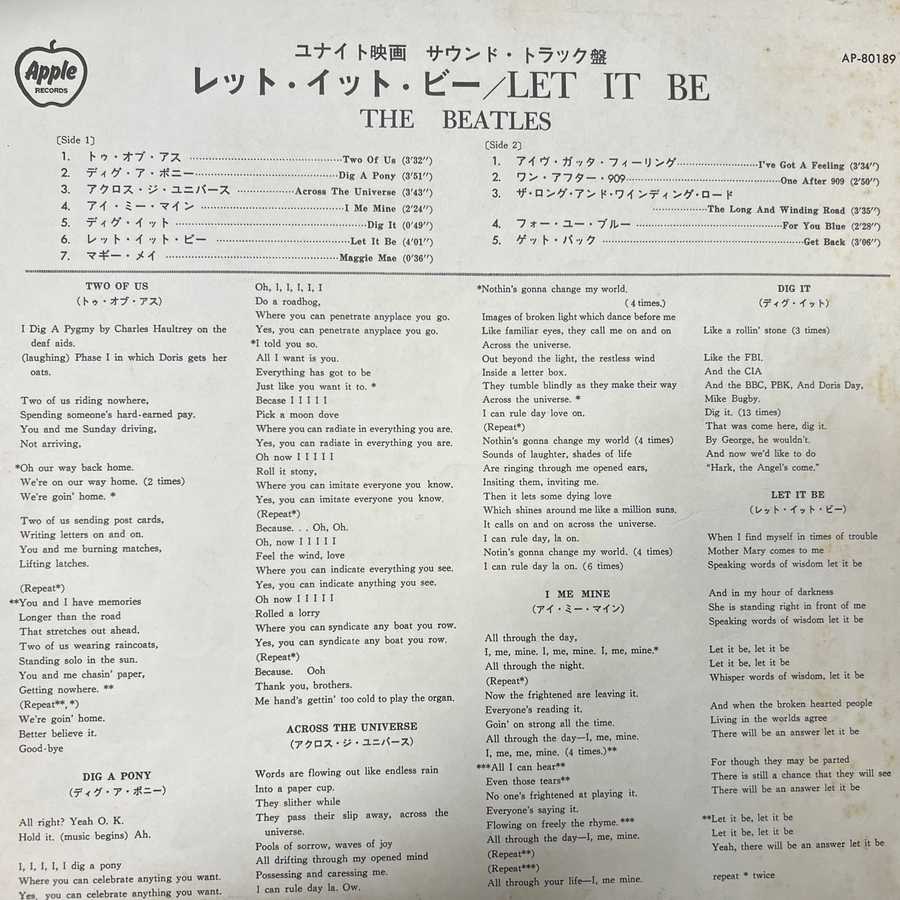 Apple
RECORDS
ユナイト映画 サウンド・トラック盤
AP-80189
レット・イット・ビー/LET IT BE
THE BEATLES
〔Side 1〕
1. トゥ・オブ・アス Two Of Us (3′32″)
2. ディグ・ア・ポニー Dig A Pony (3′51″)
3. アクロス・ジ・ユニバース Across The Universe (3′43″)
4. アイ・ミー・マイン I Me Mine (2′24″)
5. ディグ・イット Dig It (0′49″)
6. レット・イット・ビー Let It Be (4′01″)
7. マギー・メイ Maggie Mae (0′36″)
〔Side 2〕
1. アイヴ・ガッタ・フィーリング I've Got A Feeling (3′34″)
2. ワン・アフター・909 One After 909 (2′50″)
3. ザ・ロング・アンド・ワインディング・ロード
The Long And Winding Road (3′35″)
4. フォー・ユー・ブルー For You Blue (2′28″)
5. ゲット・バック Get Back (3′06″)
TWO OF US
(トゥ・オブ・アス)
I Dig A Pygmy by Charles Haultrey on the
deaf aids.
(laughing) Phase I in which Doris gets her
oats.
Two of us riding nowhere,
Spending someone's hard-earned pay.
You and me Sunday driving,
Not arriving,
*Oh our way back home.
We're on our way home. (2 times)
We're goin' home. *
Two of us sending post cards,
Writing letters on and on.
You and me burning matches,
Lifting latches.
(Repeat*)
**You and I have memories
Longer than the road
That stretches out ahead.
Two of us wearing raincoats,
Standing solo in the sun.
You and me chasin' paper,
Getting nowhere. **
(Repeat**,*)
We're goin' home.
Better believe it.
Good-bye
DIG A PONY
(ディグ・ア・ポニー)
All right? Yeah O. K.
Hold it. (music begins) Ah.
I, I, I, I, I dig a pony
Where you can celebrate anything you want.
Yes, you can celebrate anything you want.
Oh, I, I, I, I, I
Do a roadhog,
Where you can penetrate anyplace you go.
Yes, you can penetrate anyplace you go.
*I told you so.
All I want is you.
Everything has got to be
Just like you want it to. *
Becase I I I I I
Pick a moon dove
Where you can radiate in everything you are.
Yes, you can radiate in everything you are.
Oh now I I I I I
Roll it stony,
Where you can imitate everyone you know.
Yes, you can imitate everyone you know.
(Repeat*)
Because. . . Oh, Oh.
Oh, now I I I I I
Feel the wind, love
Where you can indicate everything you see.
Yes, you can indicate anything you see.
Oh now I I I I I
Rolled a lorry
Where you can syndicate any boat you row.
Yes, you can syndicate any boat you row.
(Repeat*)
Because. Ooh
Thank you, brothers.
Me hand's gettin' too cold to play the organ.
ACROSS THE UNIVERSE
(アクロス・ジ・ユニバース)
Words are flowing out like endless rain
Into a paper cup.
They slither while
They pass their slip away, across the
universe.
Pools of sorrow, waves of joy
All drifting through my opened mind
Possessing and caressing me.
I can rule day la. Ow.
*Nothin's gonna change my world.
(4 times.)
Images of broken light which dance before me
Like familiar eyes, they call me on and on
Across the universe.
Out beyond the light, the restless wind
Inside a letter box.
They tumble blindly as they make their way
Across the universe. *
I can rule day love on.
(Repeat*)
Nothin's gonna change my world (4 times)
Sounds of laughter, shades of life
Are ringing through me opened ears,
Insiting them, inviting me.
Then it lets some dying love
Which shines around me like a million suns.
It calls on and on across the universe.
I can rule day, la on.
Notin's gonna change my world. (4 times)
I can rule day la on. (6 times)
I ME MINE
(アイ・ミー・マイン)
All through the day,
I, me, mine. I, me, mine. I, me, mine.*
All through the night.
(Repeat*)
Now the frightened are leaving it.
Everyone's reading it.
Goin' on strong all the time.
All through the day—I, me, mine.
I, me, mine. (4 times.)**
***All I can hear**
Even those tears**
No one's frightened at playing it.
Everyone's saying it.
Flowing on freely the rhyme. ***
All through the day—I, me, mine.
(Repeat**)
(Repeat***)
All through your life—I, me mine.
DIG IT
(ディグ・イット)
Like a rollin' stone (3 times)
Like the FBI.
And the CIA
And the BBC, PBK, And Doris Day,
Mike Bugby.
Dig it. (13 times)
That was come here, dig it.
By George, he wouldn't.
And now we'd like to do
"Hark, the Angel's come."
LET IT BE
(レット・イット・ビー)
When I find myself in times of trouble
Mother Mary comes to me
Speaking words of wisdom let it be
And in my hour of darkness
She is standing right in front of me
Speaking words of wisdom let it be
Let it be, let it be
Let it be, let it be
Whisper words of wisdom, let it be
And when the broken hearted people
Living in the worlds agree
There will be an answer let it be
For though they may be parted
There is still a chance that they will see
There will be an answer let it be
**Let it be, let it be
Let it be, let it be
Yeah, there will be an answer let it be
repeat * twice